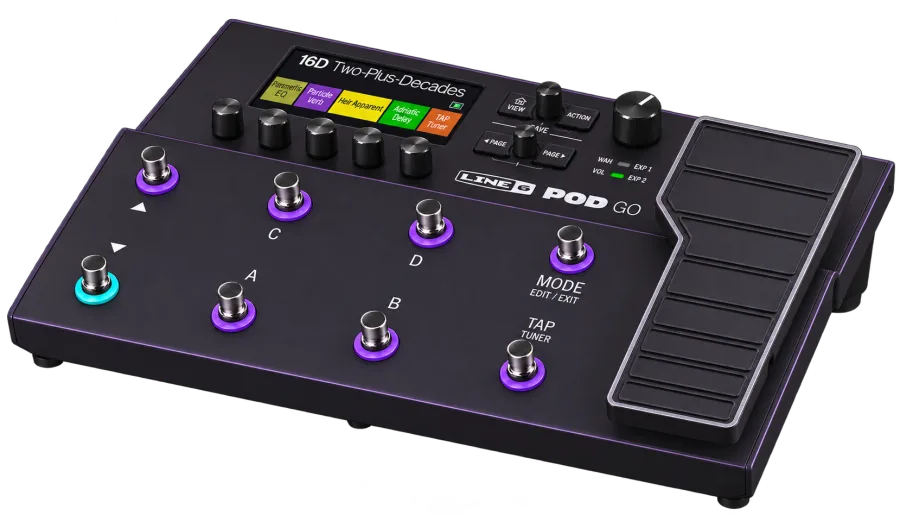 16D Two-Plus-Decades
Parametric
EQ
Particle
Verb
Heir Apparent
Adriatic
Delay
TAP
Tuner
VIEW
ACTION
SAVE
◄ PAGE
PAGE ►
WAH EXP 1
VOL EXP 2
LINE 6 POD GO
C
D
A
B
MODE
EDIT / EXIT
TAP
TUNER